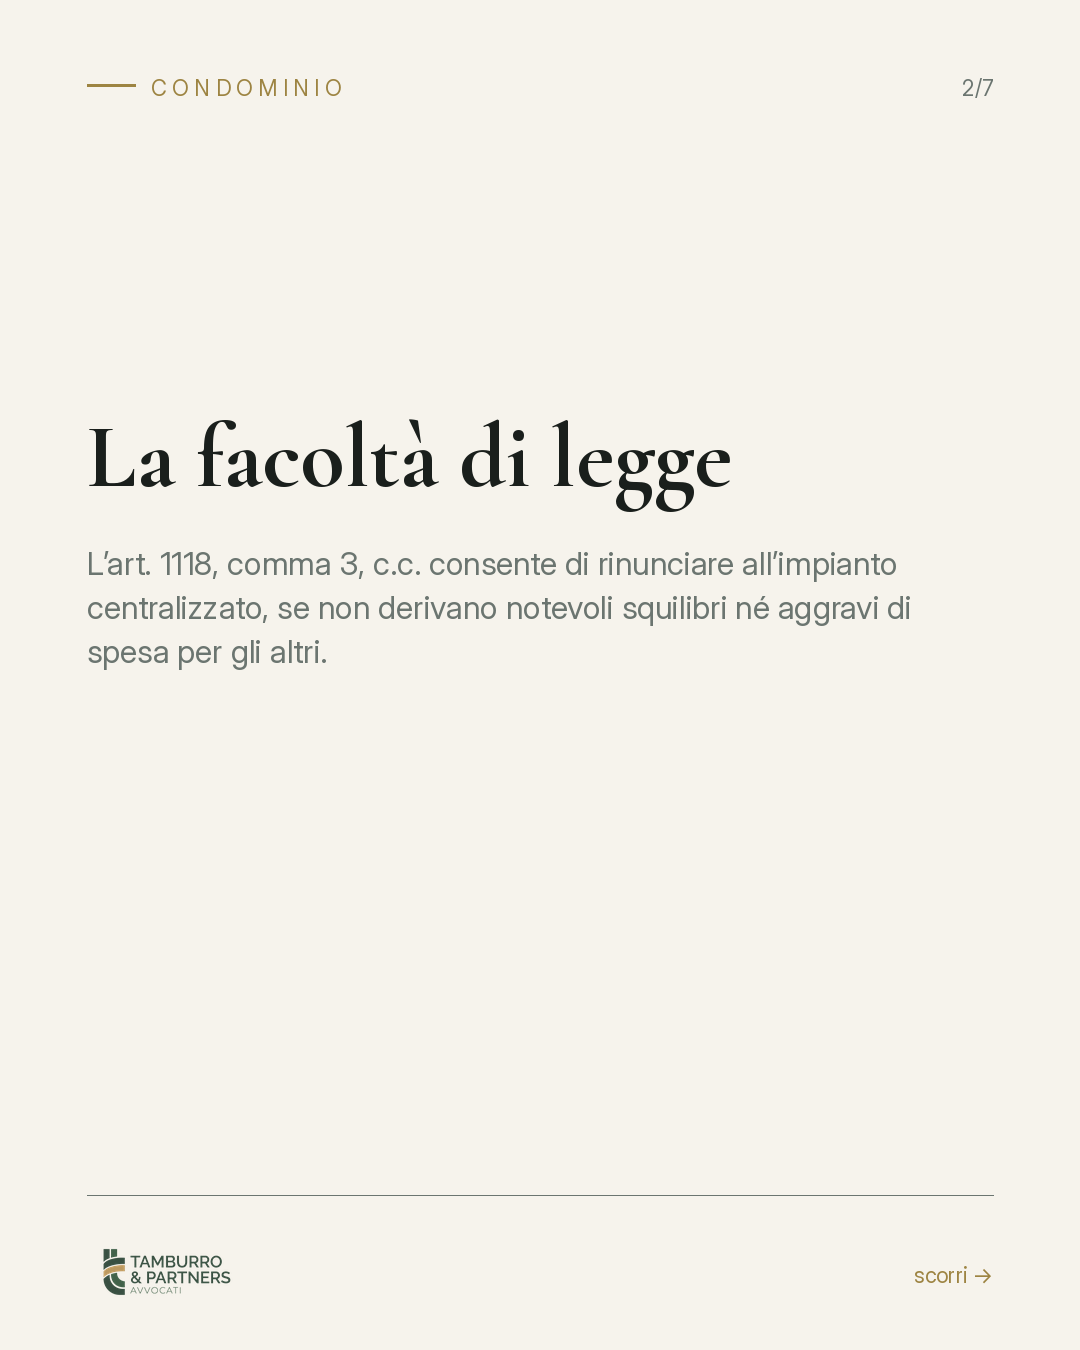 CONDOMINIO
2/7
La facoltà di legge
L’art. 1118, comma 3, c.c. consente di rinunciare all’impianto
centralizzato, se non derivano notevoli squilibri né aggravi di
spesa per gli altri.
TAMBURRO
& PARTNERS
AVVOCATI
scorri →